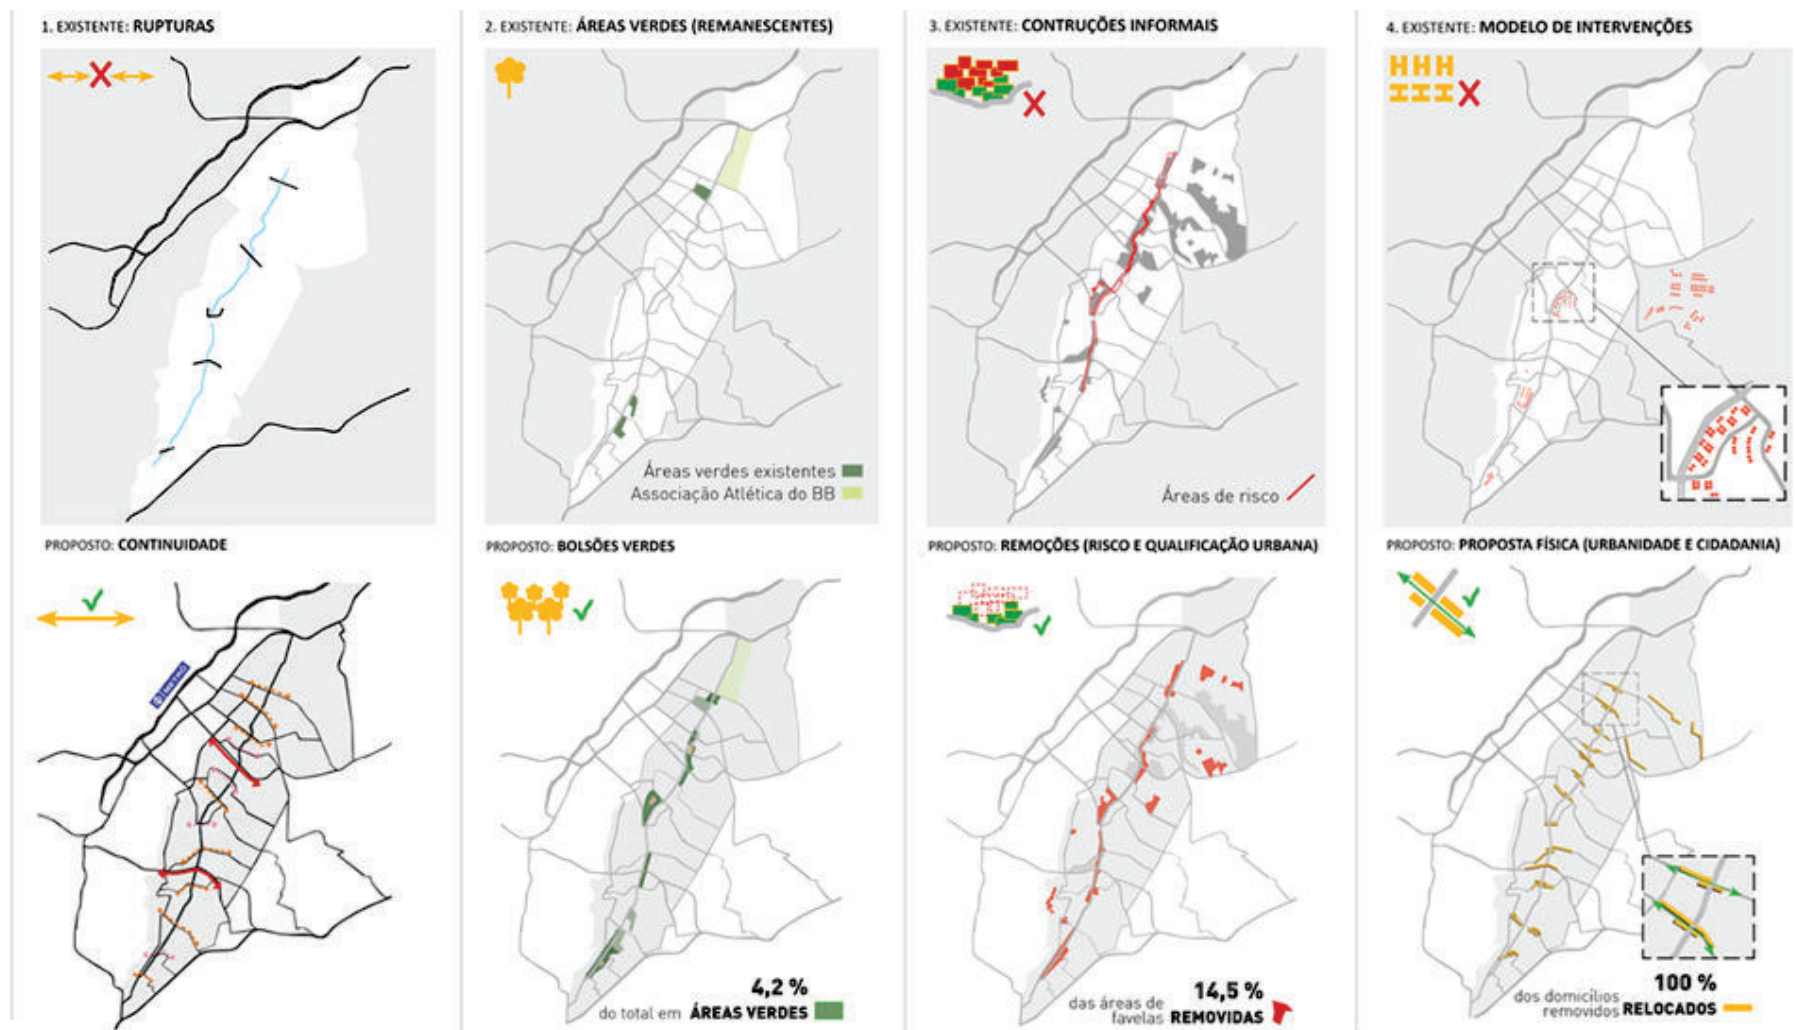 1. EXISTENTE: RUPTURAS
2. EXISTENTE: ÁREAS VERDES (REMANESCENTES)
Áreas verdes existentes
Associação Atlética do BB
3. EXISTENTE: CONTRUÇÕES INFORMAIS
Áreas de risco
4. EXISTENTE: MODELO DE INTERVENÇÕES
PROPOSTO: CONTINUIDADE
METRO
PROPOSTO: BOLSÕES VERDES
4,2 %
do total em ÁREAS VERDES
PROPOSTO: REMOÇÕES (RISCO E QUALIFICAÇÃO URBANA)
14,5 %
das áreas de
favelas REMOVIDAS
PROPOSTO: PROPOSTA FÍSICA (URBANIDADE E CIDADANIA)
100 %
dos domicílios
removidos RELOCADOS